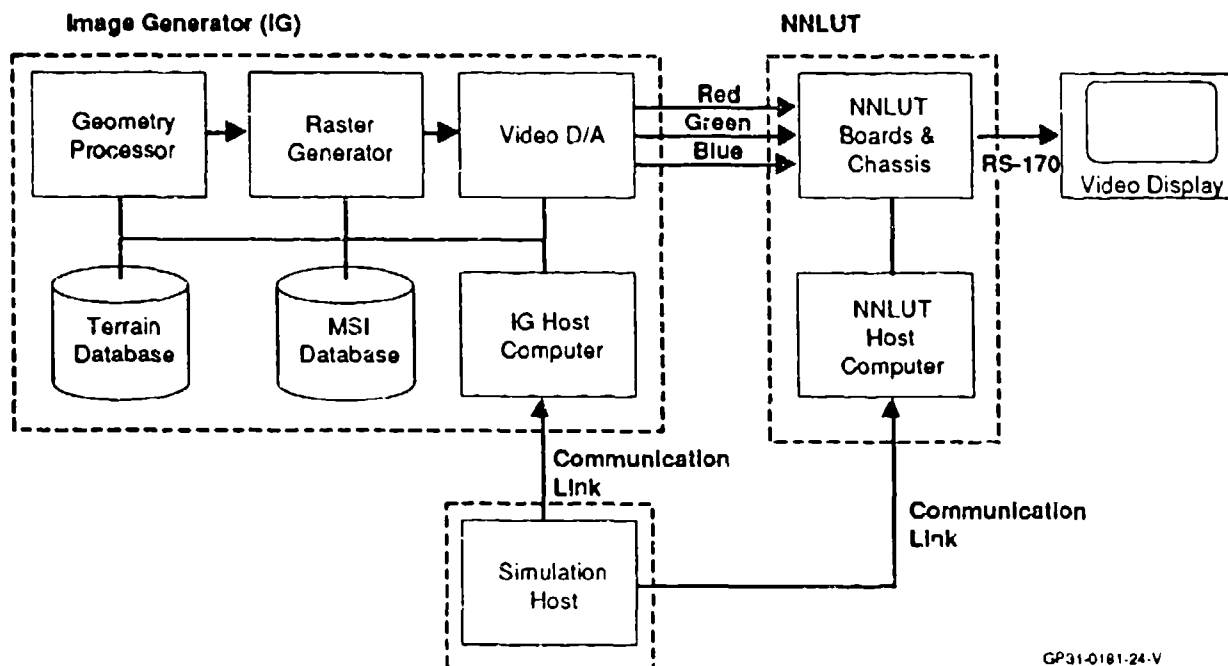 Image Generator (IG)
NNLUT
Geometry
Processor
Raster
Generator
Video D/A
Red
Green
Blue
NNLUT
Boards &
Chassis
RS-170
Video Display
Terrain
Database
MSI
Database
IG Host
Computer
NNLUT
Host
Computer
Communication
Link
Communication
Link
Simulation
Host
GP31-0181-24-V